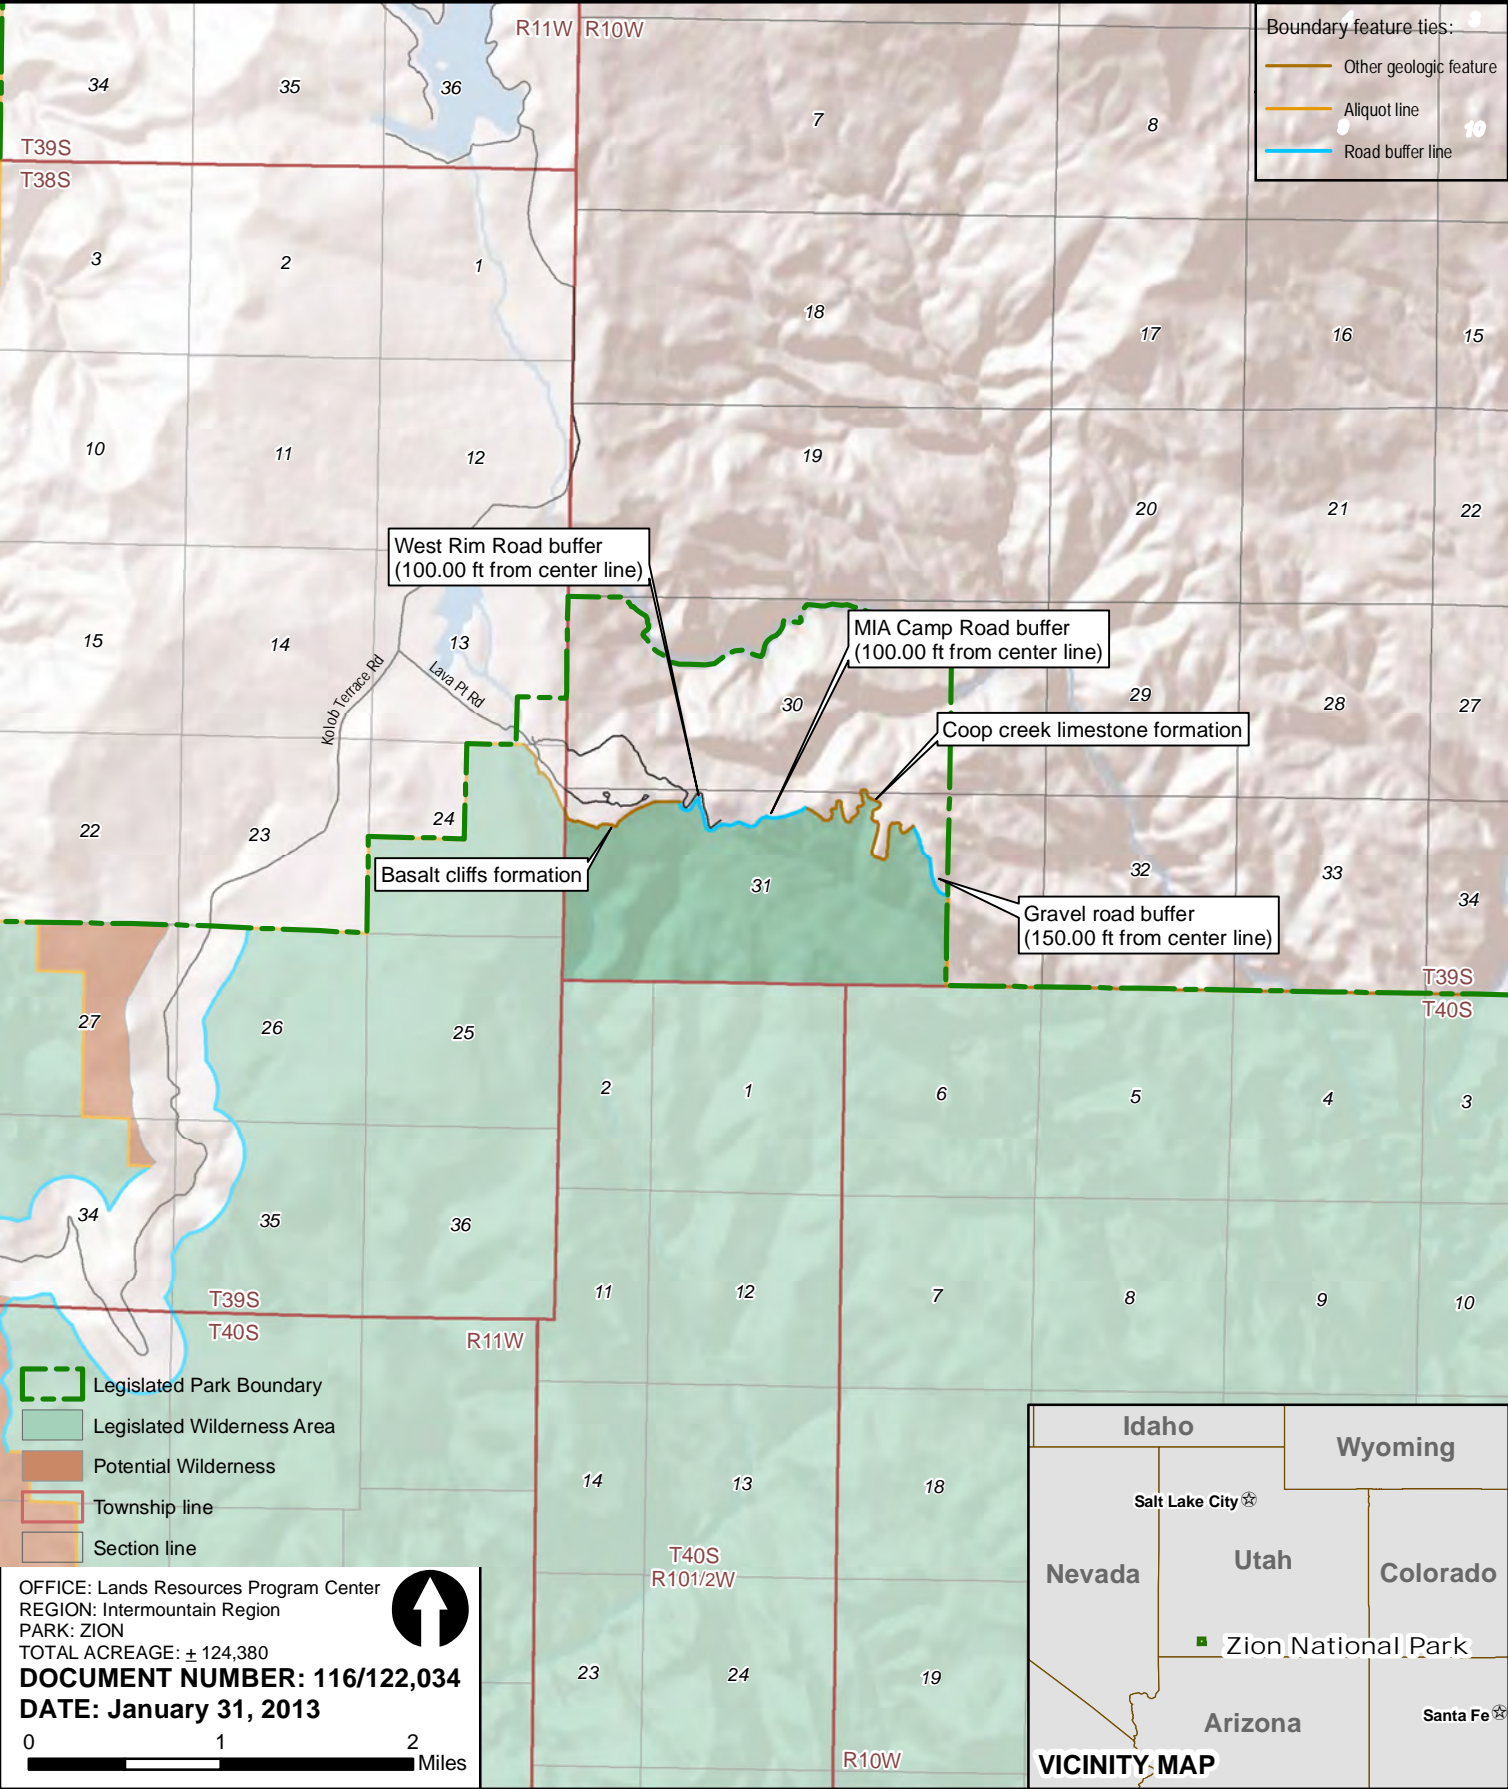 R11W R10W
Boundary feature ties:
Other geologic feature
Aliquot line
Road buffer line
3
9
10
34
35
36
7
8
T39S
T38S
3
2
1
18
17
16
15
10
11
12
19
20
21
22
West Rim Road buffer
(100.00 ft from center line)
MIA Camp Road buffer
(100.00 ft from center line)
15
14
13
Kolob Terrace Rd
Lava Pt Rd
30
29
28
27
Coop creek limestone formation
22
23
24
Basalt cliffs formation
31
32
33
34
Gravel road buffer
(150.00 ft from center line)
T39S
T40S
27
26
25
2
1
6
5
4
3
34
35
36
11
12
7
8
9
10
T39S
T40S
R11W
Legislated Park Boundary
Legislated Wilderness Area
Potential Wilderness
Township line
Section line
14
13
18
T40S
R101/2W
23
24
19
R10W
OFFICE: Lands Resources Program Center
REGION: Intermountain Region
PARK: ZION
TOTAL ACREAGE: ± 124,380
DOCUMENT NUMBER: 116/122,034
DATE: January 31, 2013
0 1 2
Miles
Idaho
Wyoming
Salt Lake City
Nevada
Utah
Colorado
Zion National Park
Arizona
Santa Fe
VICINITY MAP